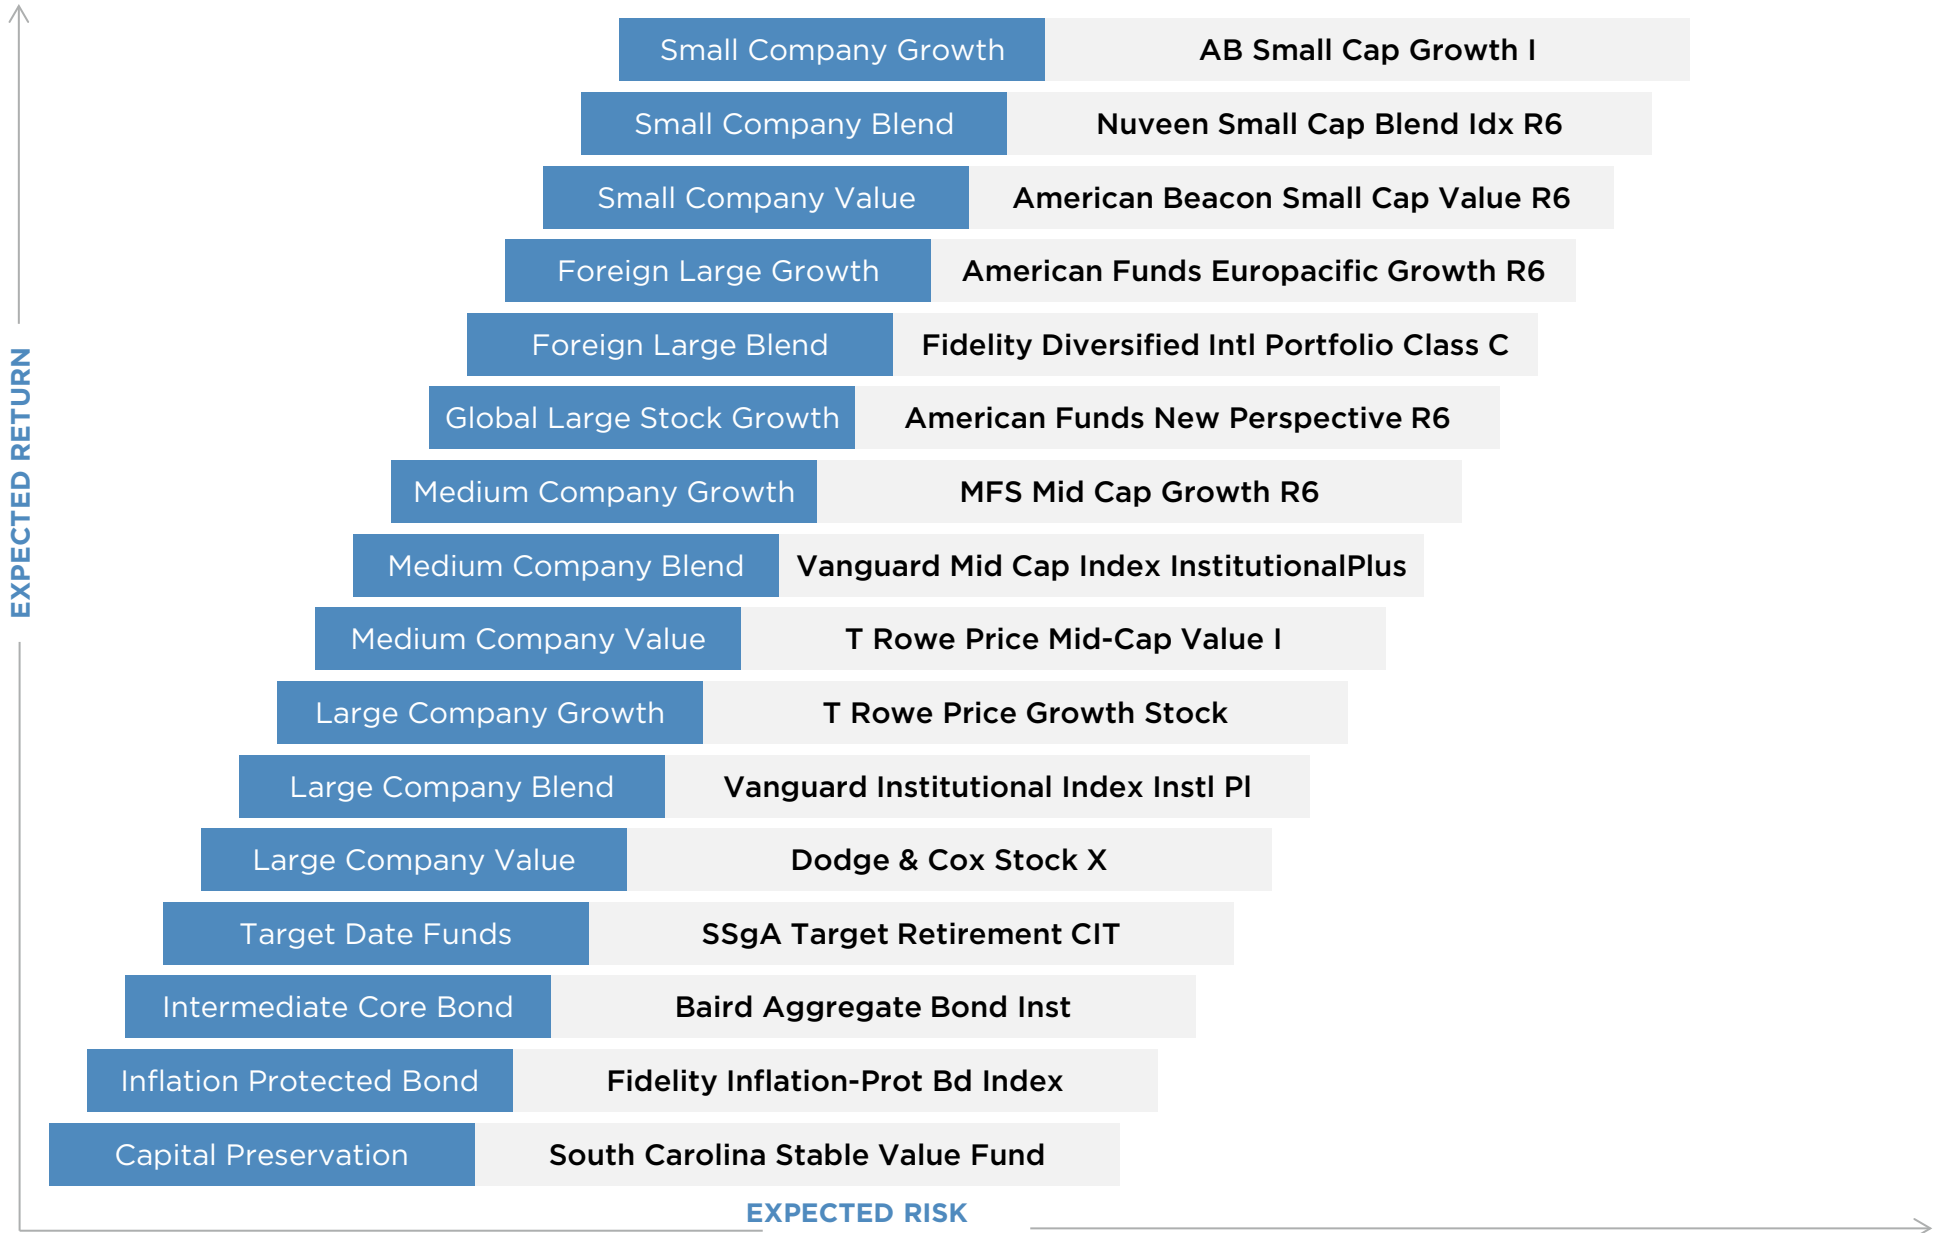 Small Company Growth AB Small Cap Growth I
Small Company Blend Nuveen Small Cap Blend Idx R6
Small Company Value American Beacon Small Cap Value R6
Foreign Large Growth American Funds Europacific Growth R6
Foreign Large Blend Fidelity Diversified Intl Portfolio Class C
Global Large Stock Growth American Funds New Perspective R6
Medium Company Growth MFS Mid Cap Growth R6
Medium Company Blend Vanguard Mid Cap Index InstitutionalPlus
Medium Company Value T Rowe Price Mid-Cap Value I
Large Company Growth T Rowe Price Growth Stock
Large Company Blend Vanguard Institutional Index Instl Pl
Large Company Value Dodge & Cox Stock X
Target Date Funds SSgA Target Retirement CIT
Intermediate Core Bond Baird Aggregate Bond Inst
Inflation Protected Bond Fidelity Inflation-Prot Bd Index
Capital Preservation South Carolina Stable Value Fund
EXPECTED RETURN
EXPECTED RISK